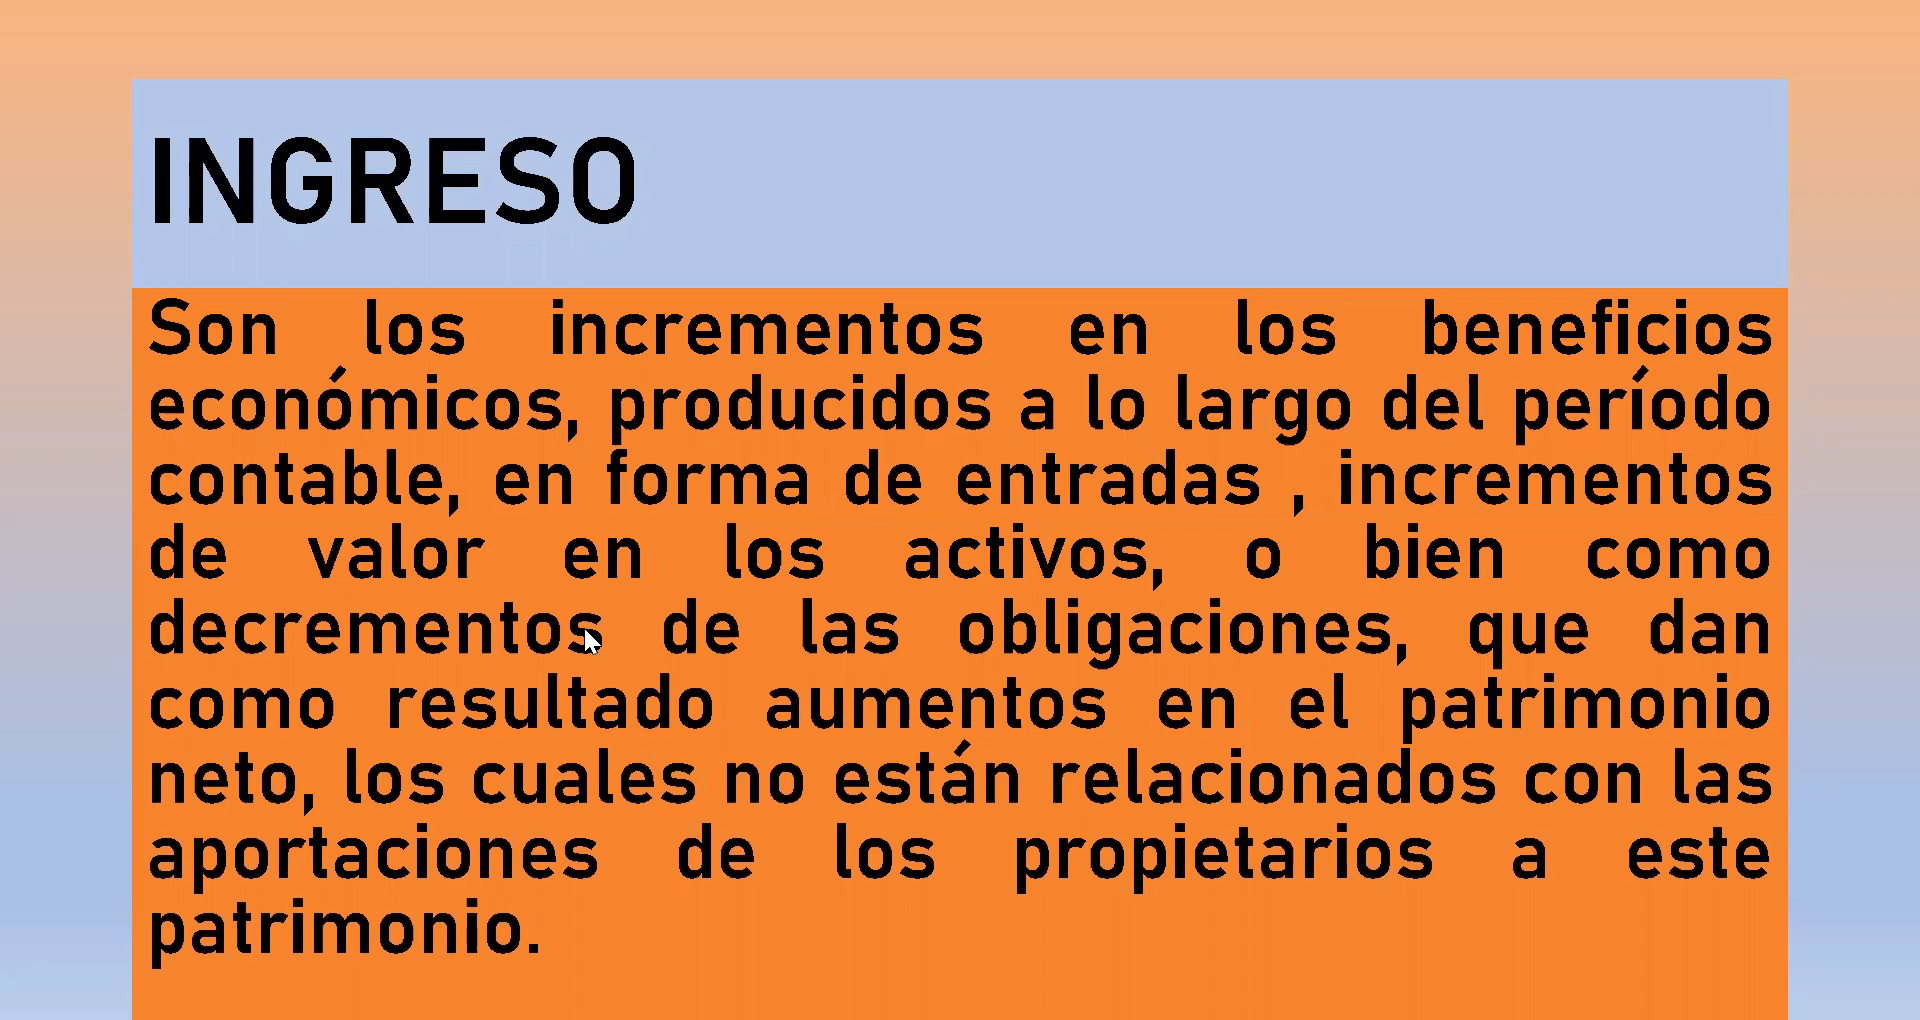 INGRESO
Son los incrementos en los beneficios
económicos, producidos a lo largo del período
contable, en forma de entradas , incrementos
de valor en los activos, o bien como
decrementos de las obligaciones, que dan
como resultado aumentos en el patrimonio
neto, los cuales no están relacionados con las
aportaciones de los propietarios a este
patrimonio.